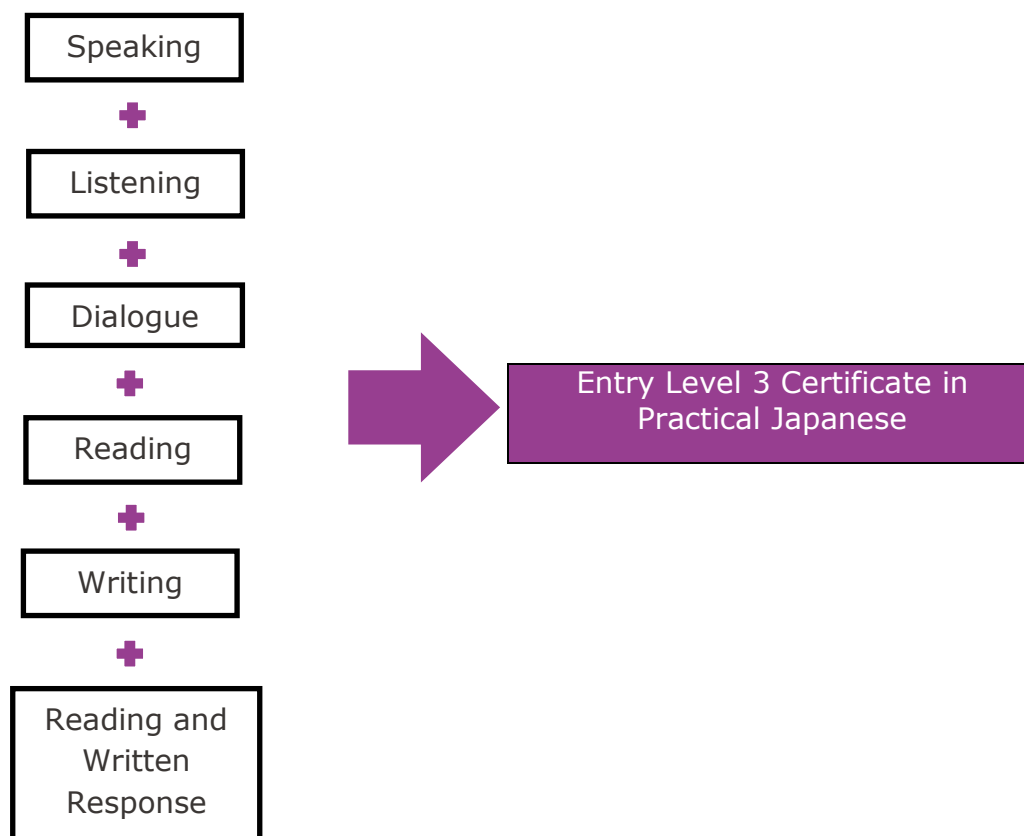 Speaking
Listening
Dialogue
Reading
Writing
Reading and
Written
Response
Entry Level 3 Certificate in
Practical Japanese